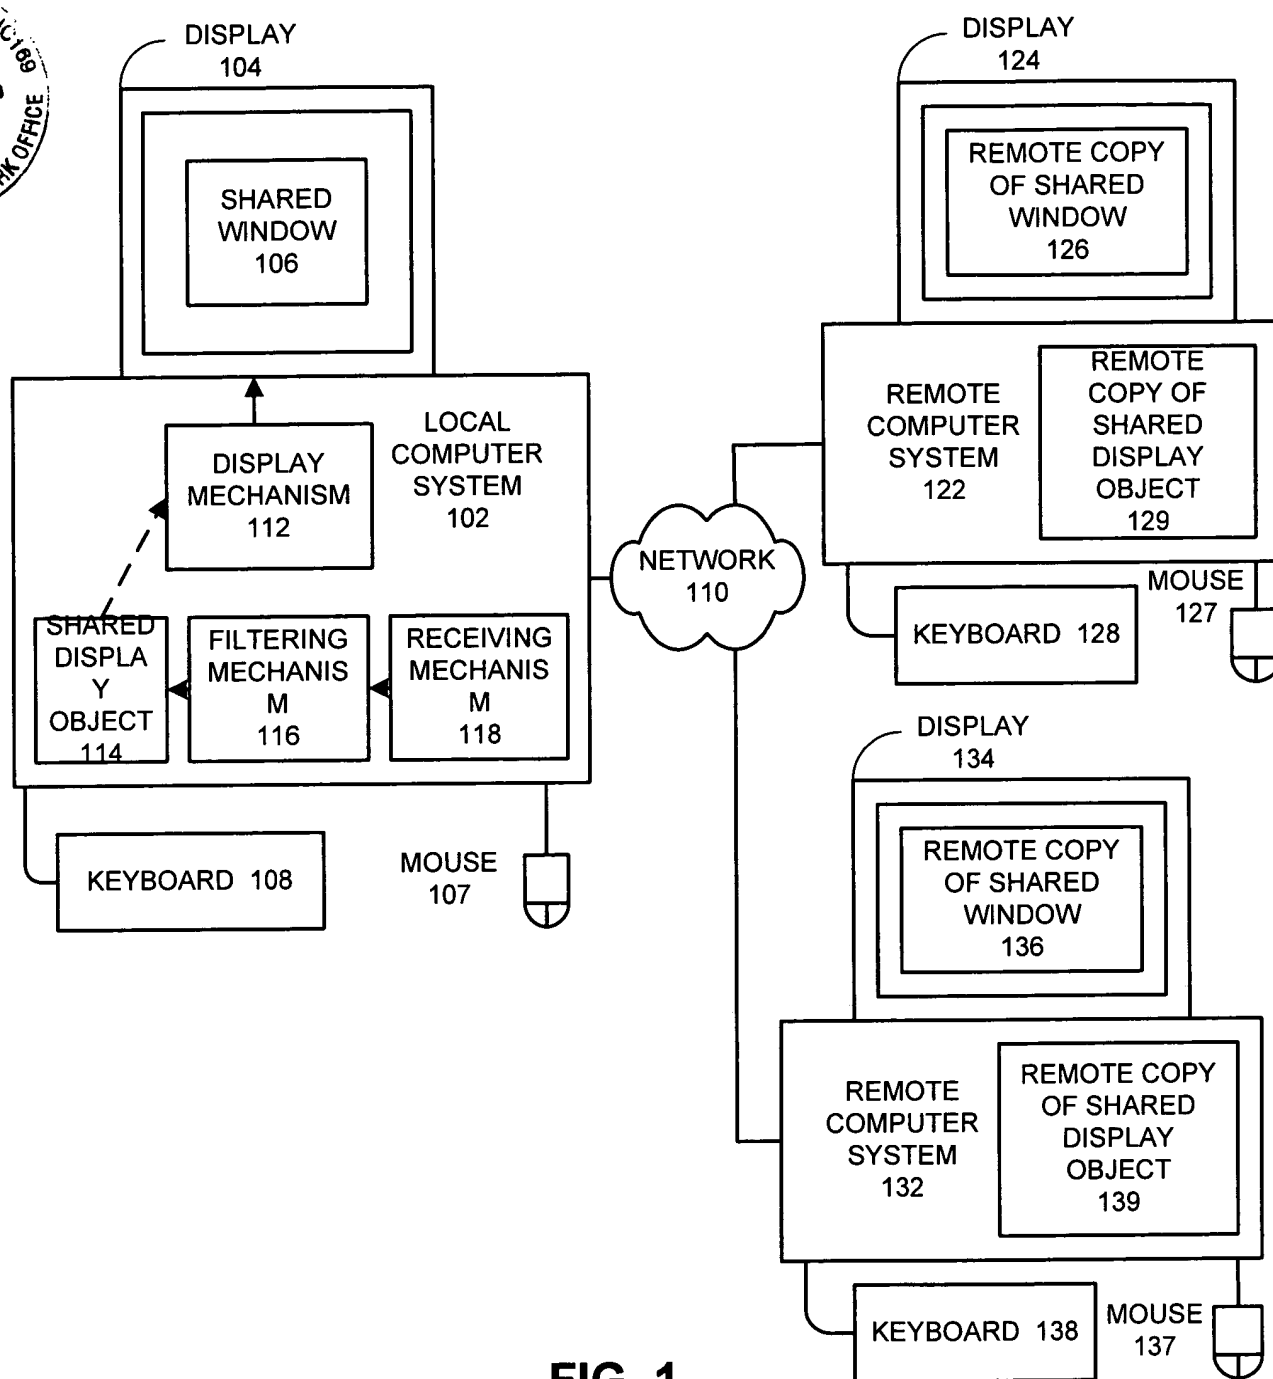 DISPLAY
104
SHARED
WINDOW
106
LOCAL
COMPUTER
SYSTEM
102
DISPLAY
MECHANISM
112
SHARED
DISPLA
Y
OBJECT
114
FILTERING
MECHANIS
M
116
RECEIVING
MECHANIS
M
118
KEYBOARD 108
MOUSE
107
NETWORK
110
DISPLAY
124
REMOTE COPY
OF SHARED
WINDOW
126
REMOTE
COMPUTER
SYSTEM
122
REMOTE
COPY OF
SHARED
DISPLAY
OBJECT
129
KEYBOARD 128
MOUSE
127
DISPLAY
134
REMOTE COPY
OF SHARED
WINDOW
136
REMOTE
COMPUTER
SYSTEM
132
REMOTE COPY
OF SHARED
DISPLAY
OBJECT
139
KEYBOARD 138
MOUSE
137
FIG. 1
OFFICE